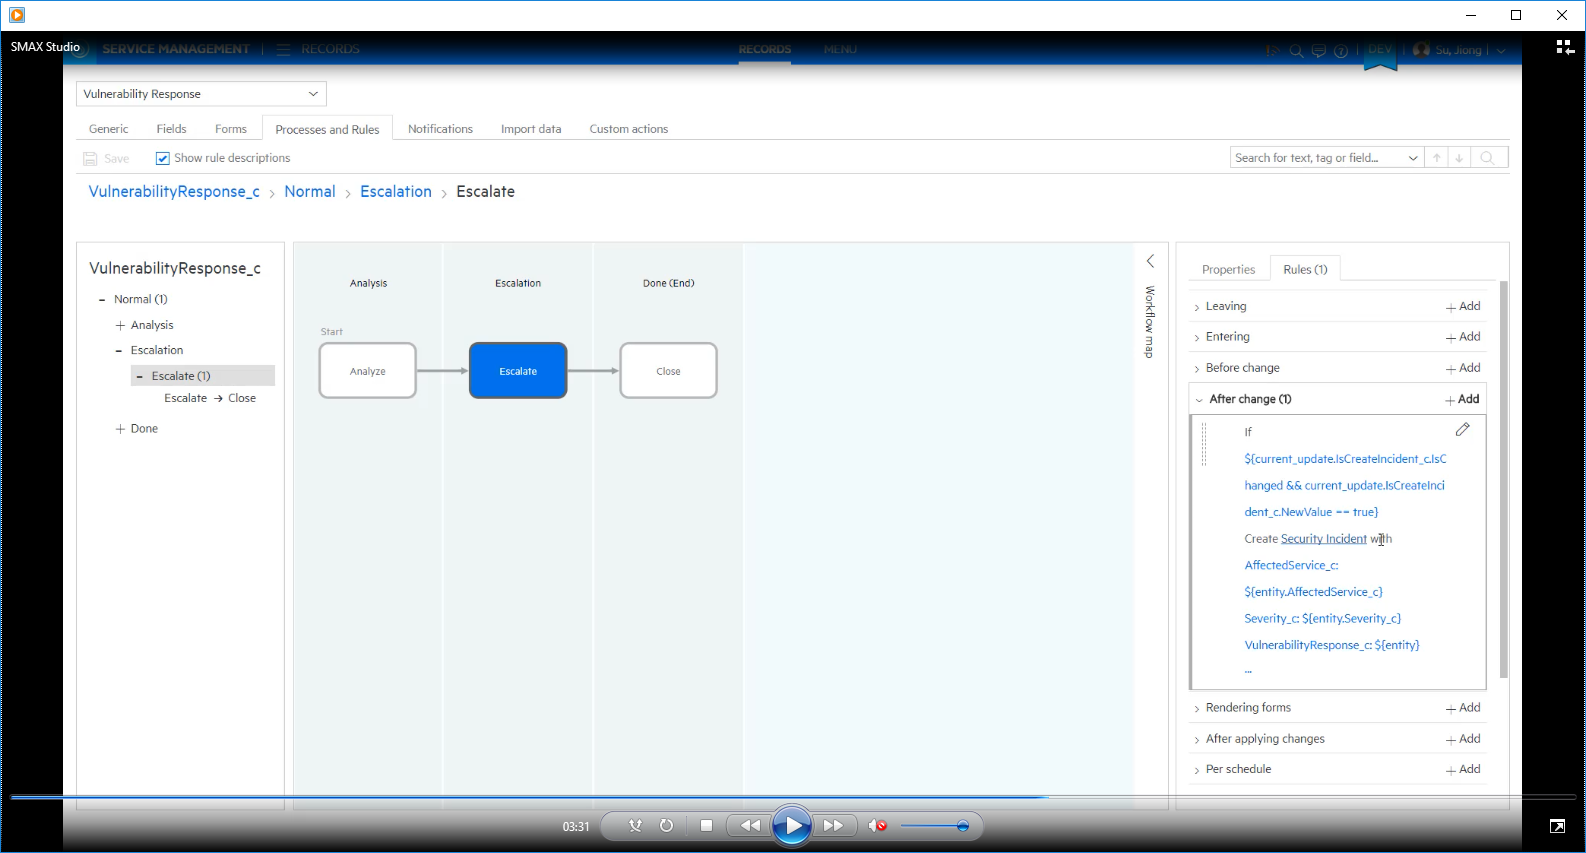 SMAX Studio
SERVICE MANAGEMENT
RECORDS
RECORDS
MENU
DEV
Su, Jiong
Vulnerability Response
Generic
Fields
Forms
Processes and Rules
Notifications
Import data
Custom actions
Save
Show rule descriptions
Search for text, tag or field...
VulnerabilityResponse_c > Normal > Escalation > Escalate
VulnerabilityResponse_c
- Normal (1)
+ Analysis
- Escalation
- Escalate (1)
Escalate → Close
+ Done
Analysis
Escalation
Done (End)
Start
Analyze
Escalate
Close
Workflow map
Properties
Rules (1)
Leaving
+ Add
Entering
+ Add
Before change
+ Add
After change (1)
+ Add
If
${current_update.IsCreateIncident_c.IsC
hanged && current_update.IsCreateInci
dent_c.NewValue == true}
Create Security Incident with
AffectedService_c:
${entity.AffectedService_c}
Severity_c: ${entity.Severity_c}
VulnerabilityResponse_c: ${entity}
...
Rendering forms
+ Add
After applying changes
+ Add
Per schedule
+ Add
03:31